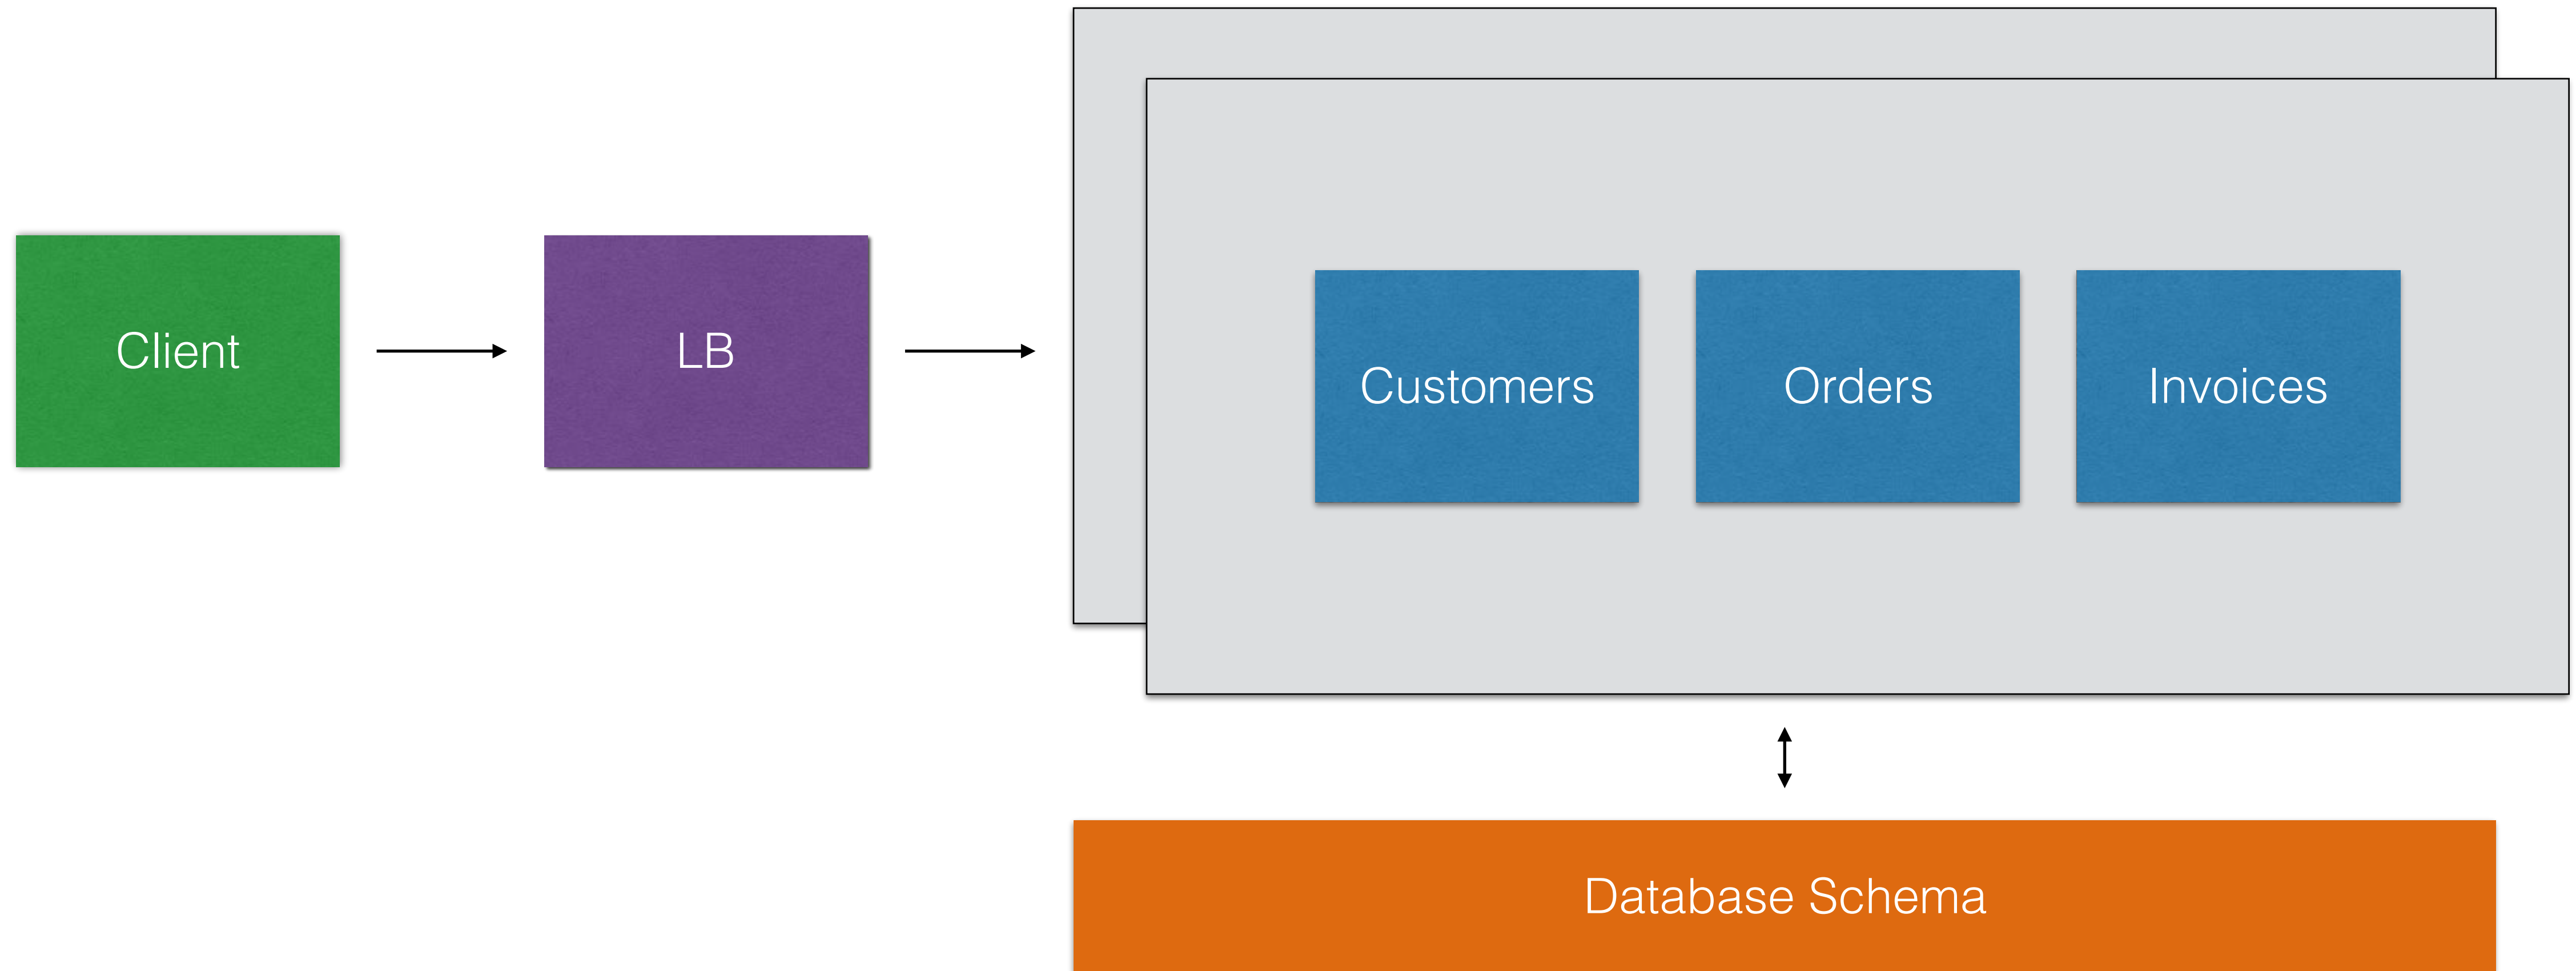 Client
LB
Customers
Orders
Invoices
Database Schema